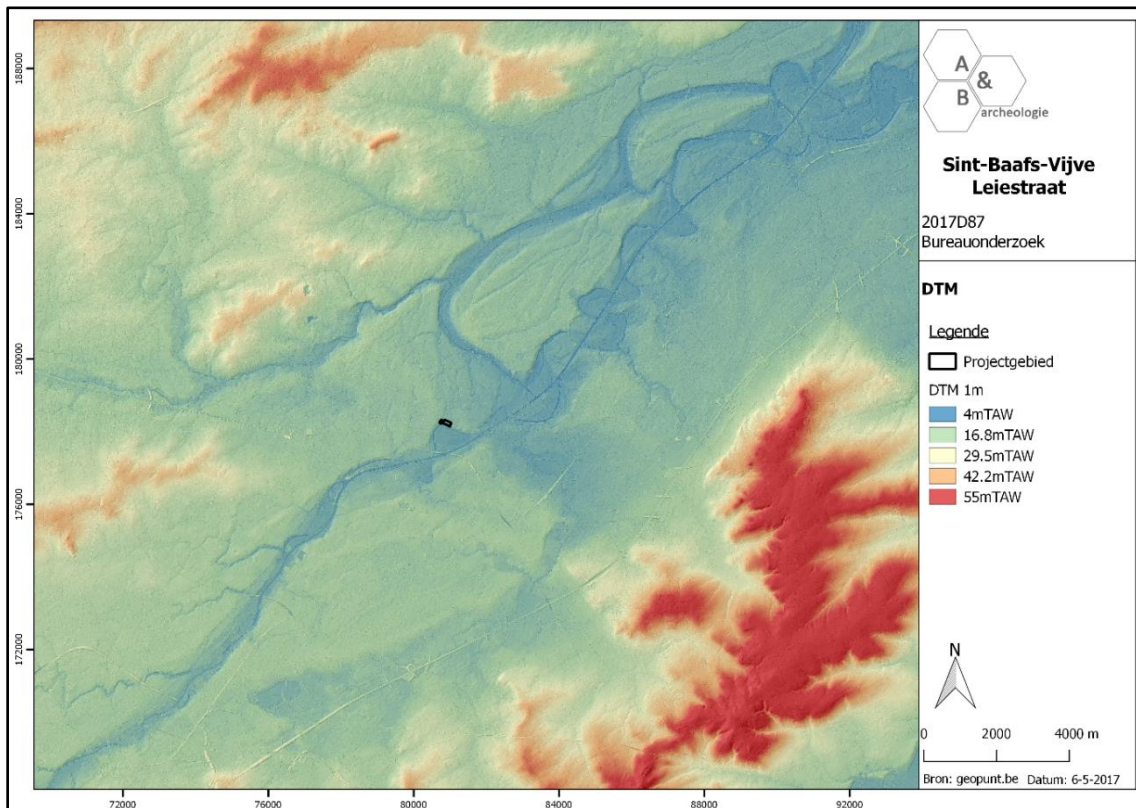 188000
184000
180000
176000
172000
72000
76000
80000
84000
88000
92000
A
&
B
archeologie
Sint-Baafs-Vijve
Leiestraat
2017D87
Bureauonderzoek
DTM
Legende
Projectgebied
DTM 1m
4mTAW
16.8mTAW
29.5mTAW
42.2mTAW
55mTAW
N
0 2000 4000 m
Bron: geopunt.be Datum: 6-5-2017